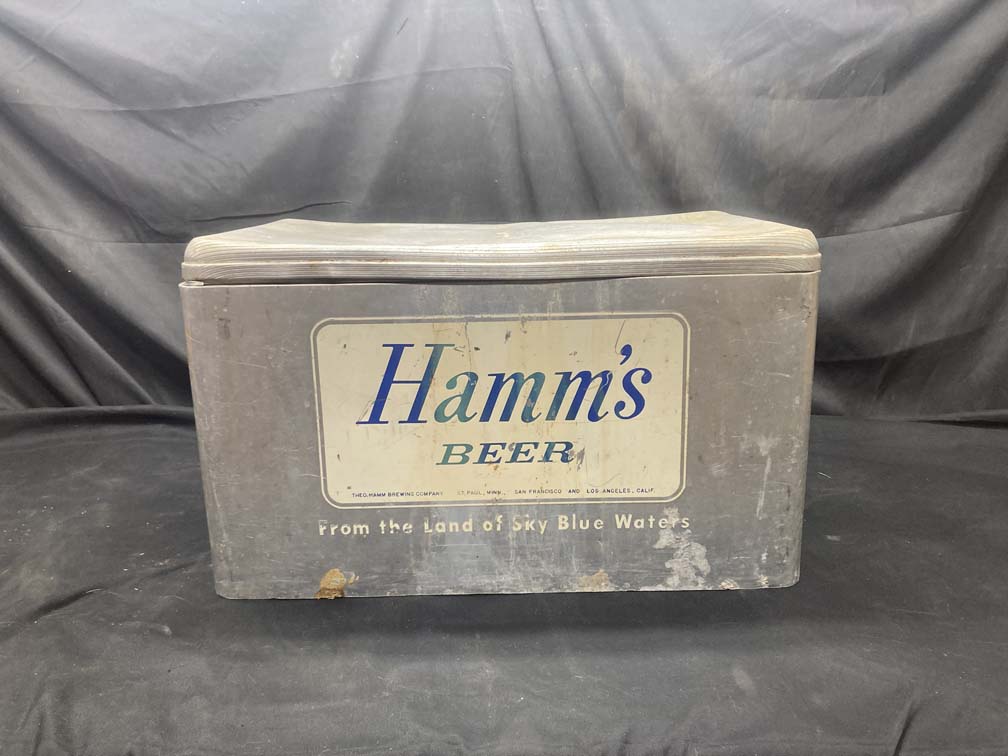 Hamm's
BEER
THEO. HAMM BREWING COMPANY ST. PAUL, MINN., SAN FRANCISCO AND LOS ANGELES, CALIF.
From the Land of Sky Blue Waters